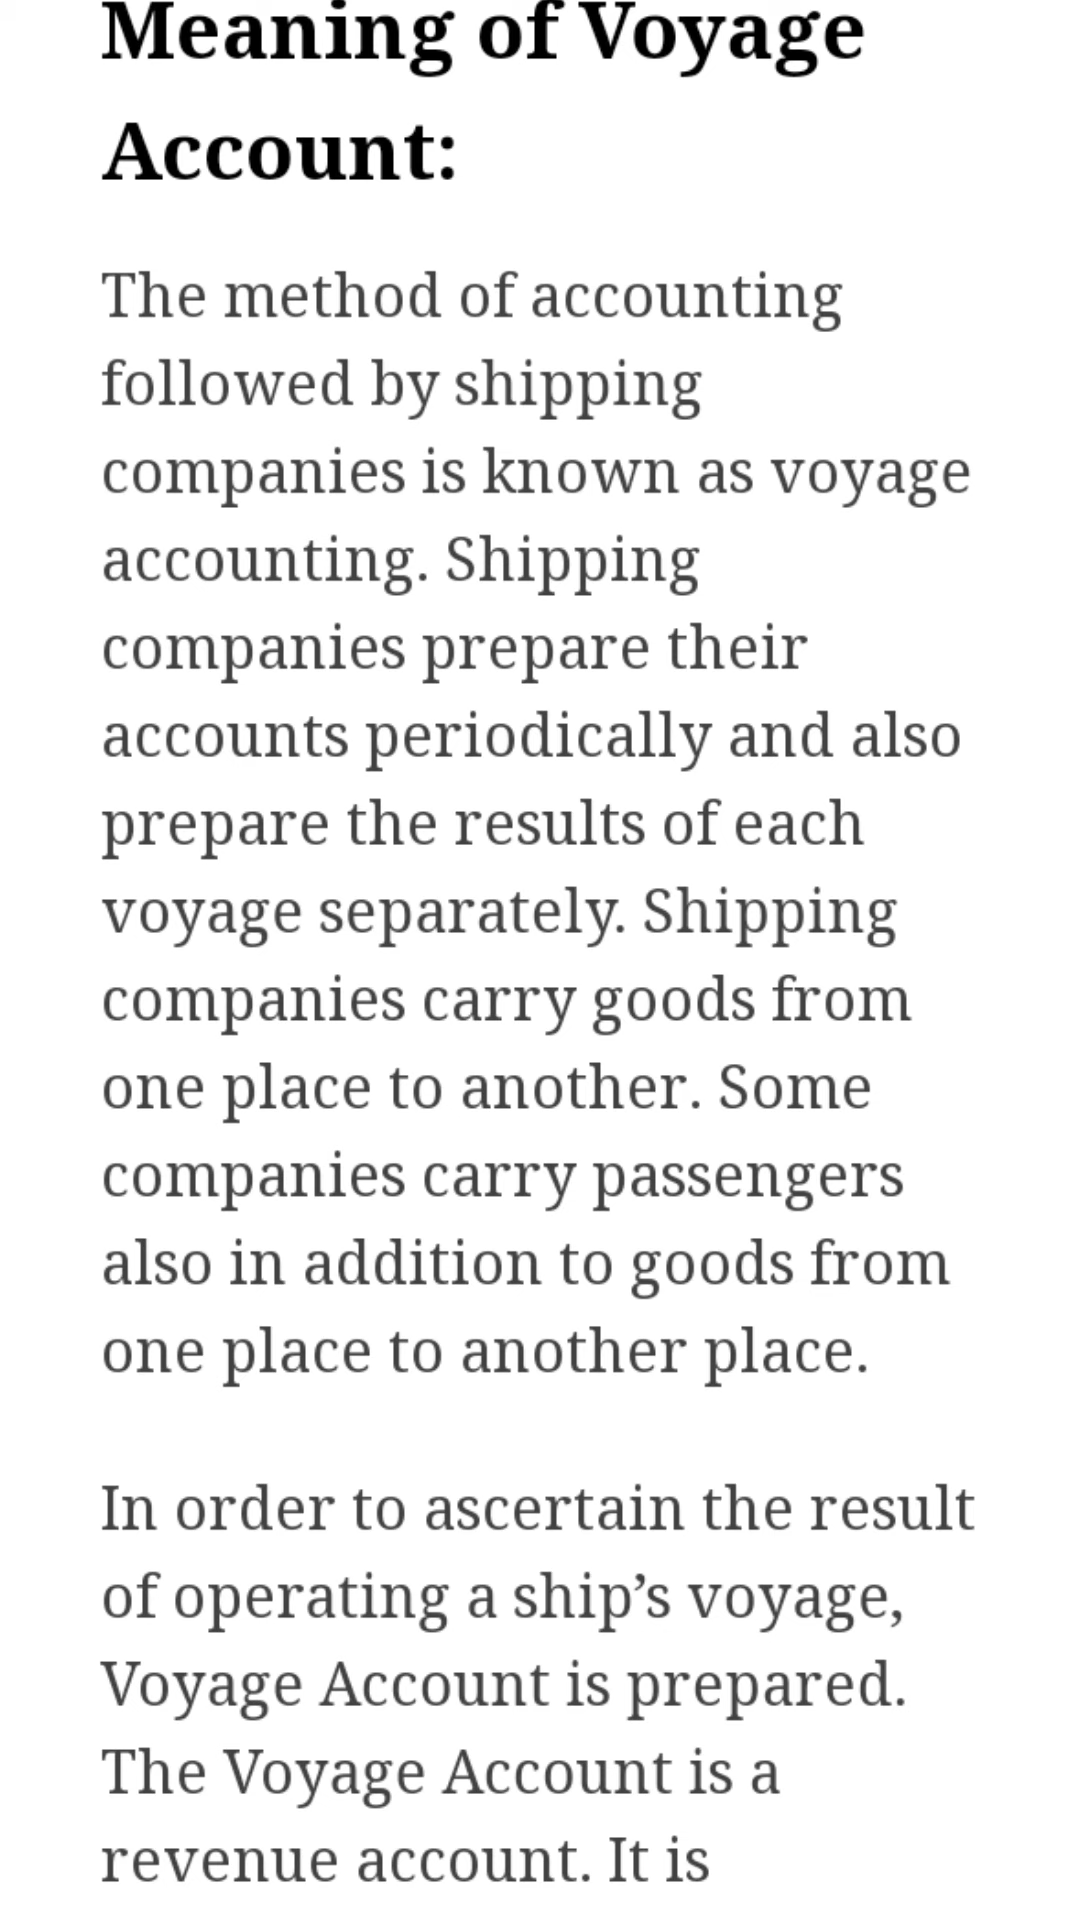 Meaning of Voyage
Account:
The method of accounting
followed by shipping
companies is known as voyage
accounting. Shipping
companies prepare their
accounts periodically and also
prepare the results of each
voyage separately. Shipping
companies carry goods from
one place to another. Some
companies carry passengers
also in addition to goods from
one place to another place.
In order to ascertain the result
of operating a ship’s voyage,
Voyage Account is prepared.
The Voyage Account is a
revenue account. It is